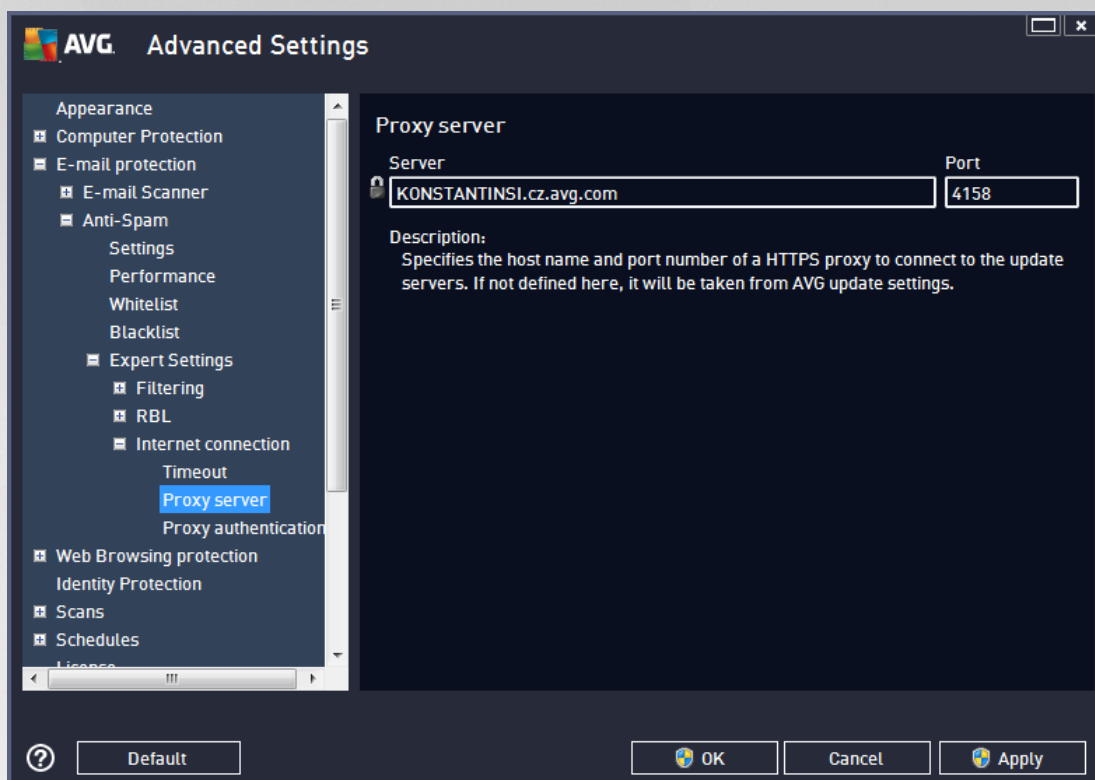 AVG. Advanced Settings
Appearance
Computer Protection
E-mail protection
E-mail Scanner
Anti-Spam
Settings
Performance
Whitelist
Blacklist
Expert Settings
Filtering
RBL
Internet connection
Timeout
Proxy server
Proxy authentication
Web Browsing protection
Identity Protection
Scans
Schedules
License
Proxy server
Server Port
KONSTANTINSI.cz.avg.com 4158
Description:
Specifies the host name and port number of a HTTPS proxy to connect to the update
servers. If not defined here, it will be taken from AVG update settings.
Default OK Cancel Apply